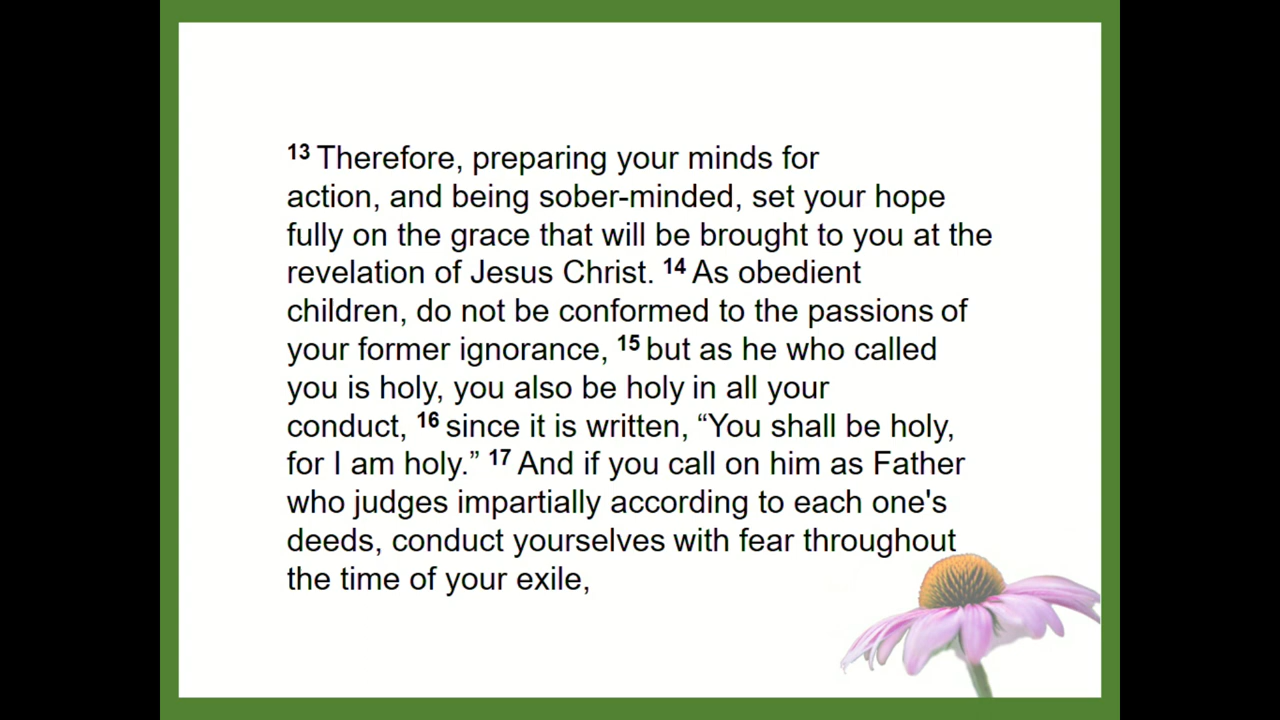 13 Therefore, preparing your minds for
action, and being sober-minded, set your hope
fully on the grace that will be brought to you at the
revelation of Jesus Christ. 14 As obedient
children, do not be conformed to the passions of
your former ignorance, 15 but as he who called
you is holy, you also be holy in all your
conduct, 16 since it is written, “You shall be holy,
for I am holy.” 17 And if you call on him as Father
who judges impartially according to each one's
deeds, conduct yourselves with fear throughout
the time of your exile,